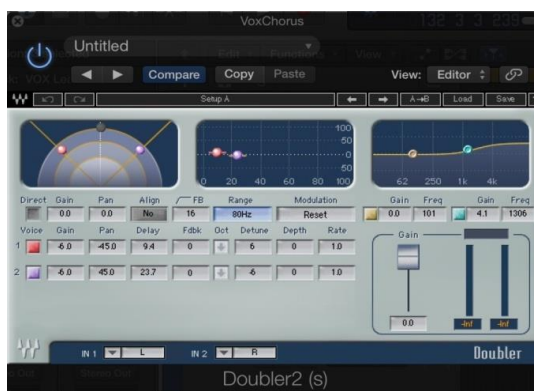 VoxChorus
132 3 3 239
Untitled
Compare Copy Paste View: Editor
Setup A A→B Load Save
100
50
0
50
0 20 40 60 80 100
62 250 1k 4k
Direct Gain Pan Align FB Range Modulation Gain Freq Gain Freq
0.0 0.0 No 16 80Hz Reset 0.0 101 4.1 1306
Voice Gain Pan Delay Fdbk Oct Detune Depth Rate Gain
1 -6.0 -45.0 9.4 0 6 0 1.0
2 -6.0 45.0 23.7 0 -6 0 1.0
0.0 -Inf -Inf
IN 1 L IN 2 R Doubler
Doubler2 (s)